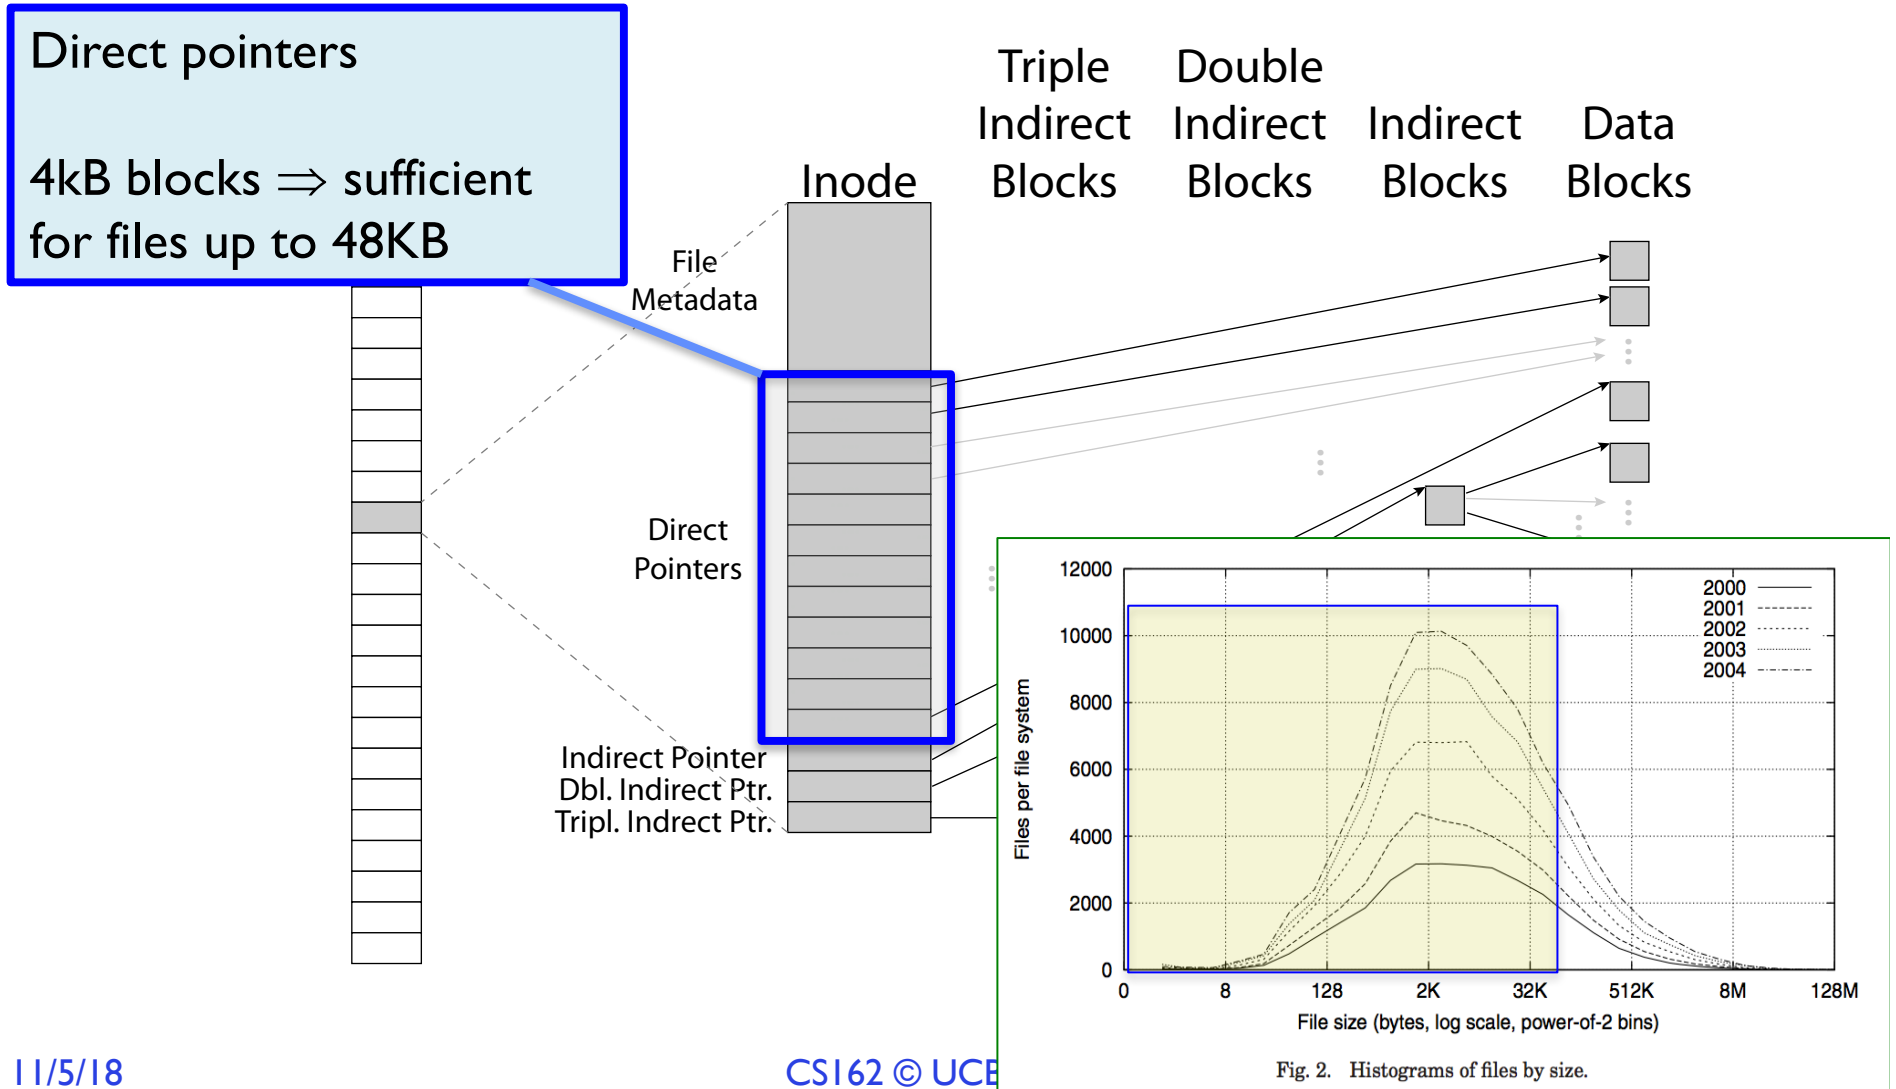 Direct pointers
4kB blocks ⇒ sufficient
for files up to 48KB
Triple
Indirect
Blocks
Double
Indirect
Blocks
Indirect
Blocks
Data
Blocks
Inode
File
Metadata
Direct
Pointers
Indirect Pointer
Dbl. Indirect Ptr.
Tripl. Indirect Ptr.
12000
10000
8000
6000
4000
2000
0
Files per file system
2000
2001
2002
2003
2004
0 8 128 2K 32K 512K 8M 128M
File size (bytes, log scale, power-of-2 bins)
Fig. 2. Histograms of files by size.
11/5/18
CS162 © UCB